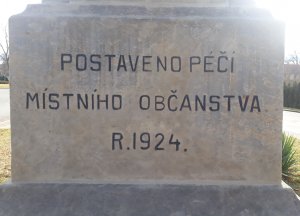 POSTAVENO PÉČÍ
MÍSTNÍHO OBČANSTVA.
R.1924.